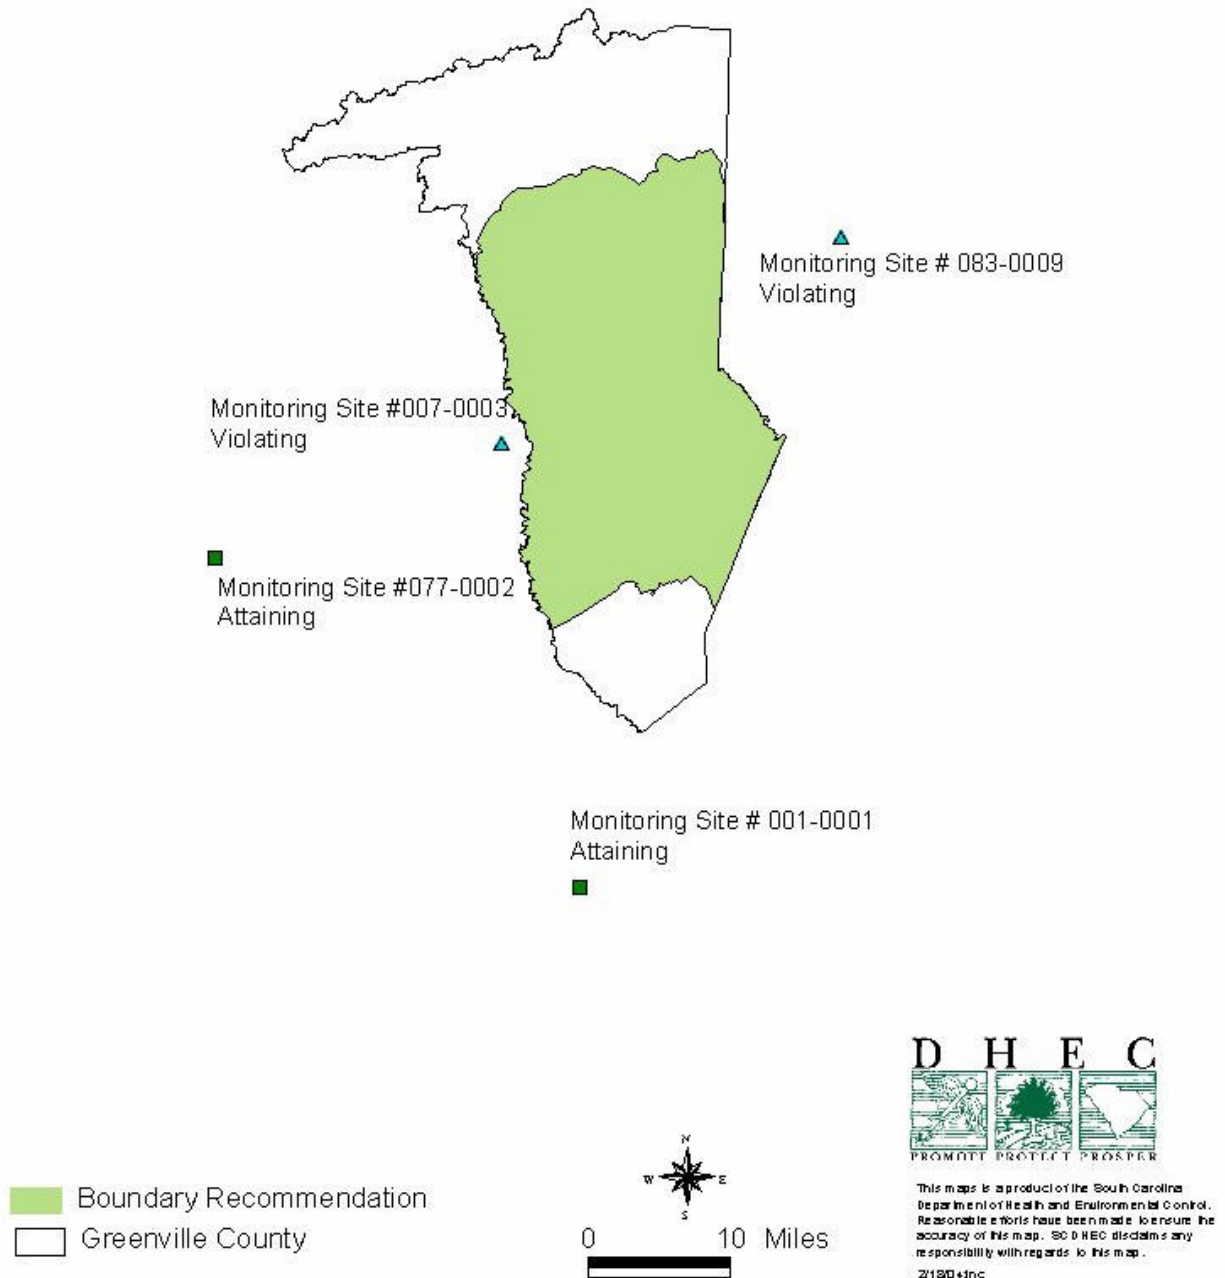 Monitoring Site # 083-0009
Violating
Monitoring Site #007-0003
Violating
Monitoring Site #077-0002
Attaining
Monitoring Site # 001-0001
Attaining
Boundary Recommendation
Greenville County
N
W
E
S
0 10 Miles
D H E C
PROMOTE PROTECT PROSPER
This maps is a product of the South Carolina
Department of Health and Environmental Control.
Reasonable efforts have been made to ensure the
accuracy of this map. SCDHEC disclaims any
responsibility with regards to this map.